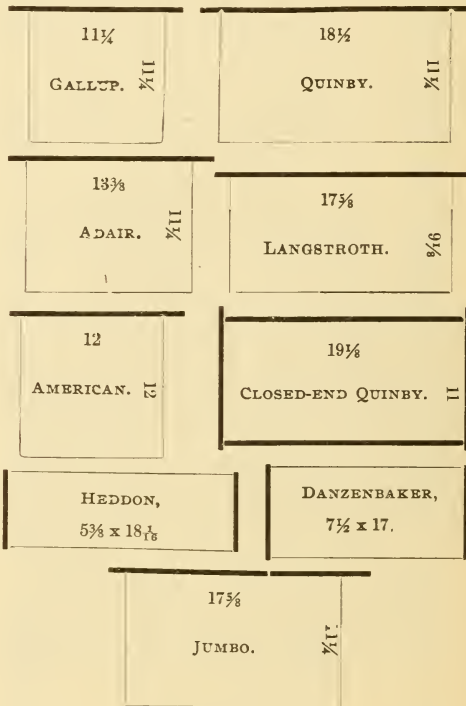 11¼
GALLUP.
11¼
18½
QUINBY.
11¼
13⅜
ADAIR.
11¼
17⅝
LANGSTROTH.
9⅛
12
AMERICAN.
12
19⅛
CLOSED-END QUINBY.
11
HEDDON,
5⅜ x 18 1/16
DANZENBAKER,
7½ x 17.
17⅝
JUMBO.
11¼